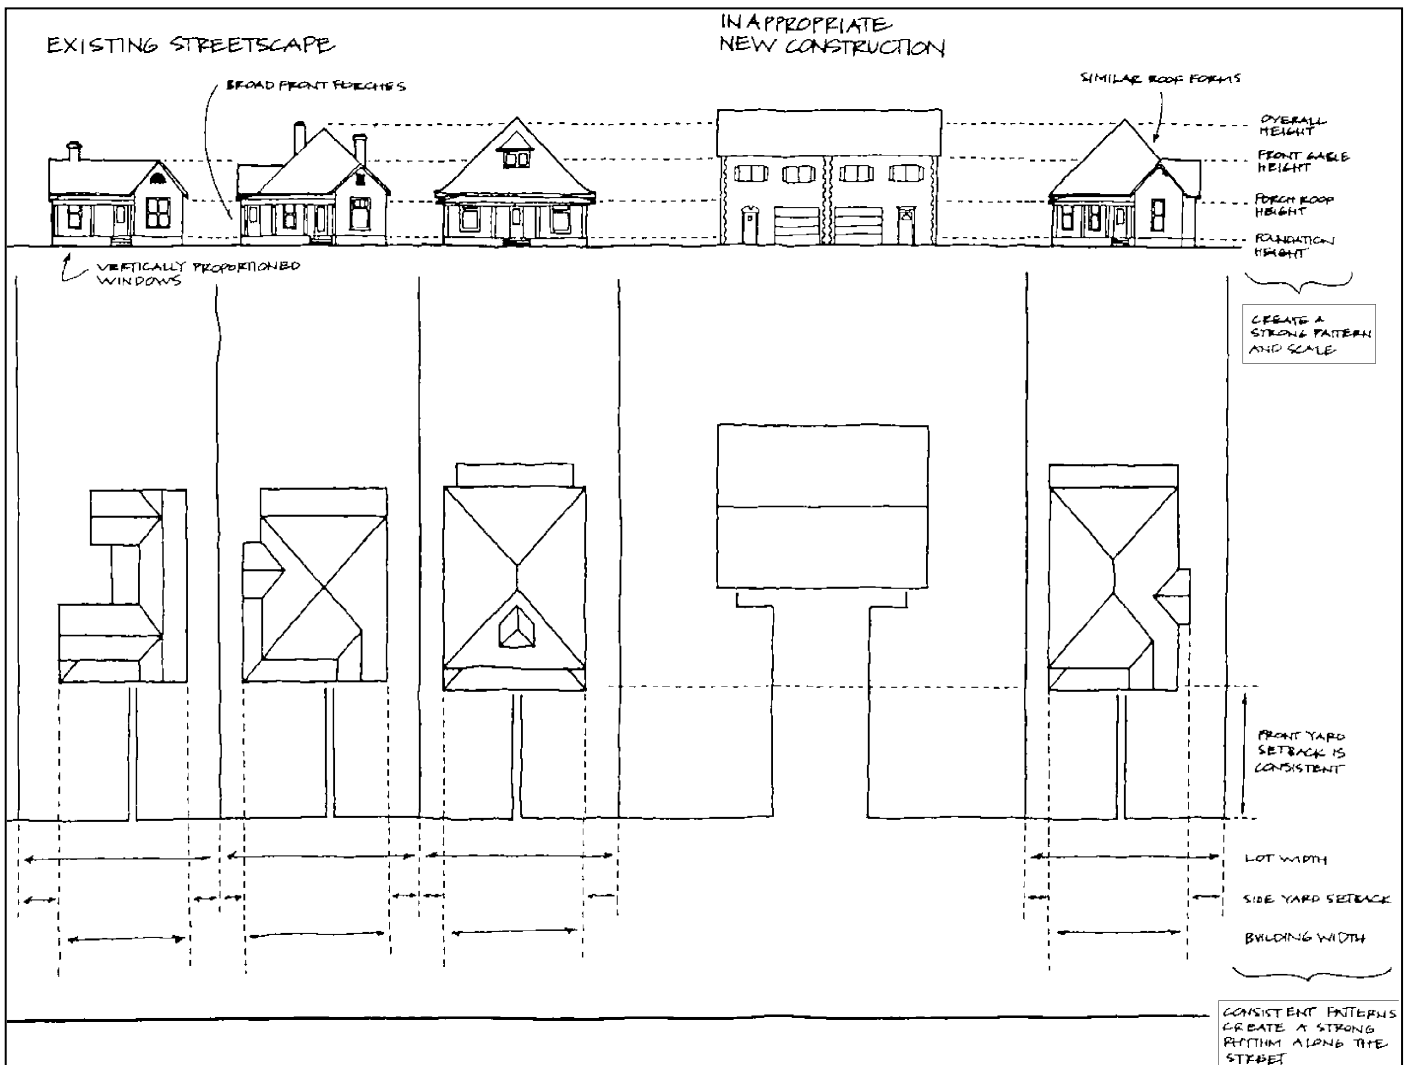 EXISTING STREETSCAPE
INAPPROPRIATE
NEW CONSTRUCTION
BROAD FRONT PORCHES
SIMILAR ROOF FORMS
OVERALL
HEIGHT
FRONT GABLE
HEIGHT
PORCH ROOF
HEIGHT
FOUNDATION
HEIGHT
VERTICALLY PROPORTIONED
WINDOWS
CREATE A
STRONG PATTERN
AND SCALE
FRONT YARD
SETBACK IS
CONSISTENT
LOT WIDTH
SIDE YARD SETBACK
BUILDING WIDTH
CONSISTENT PATTERNS
CREATE A STRONG
RHYTHM ALONG THE
STREET